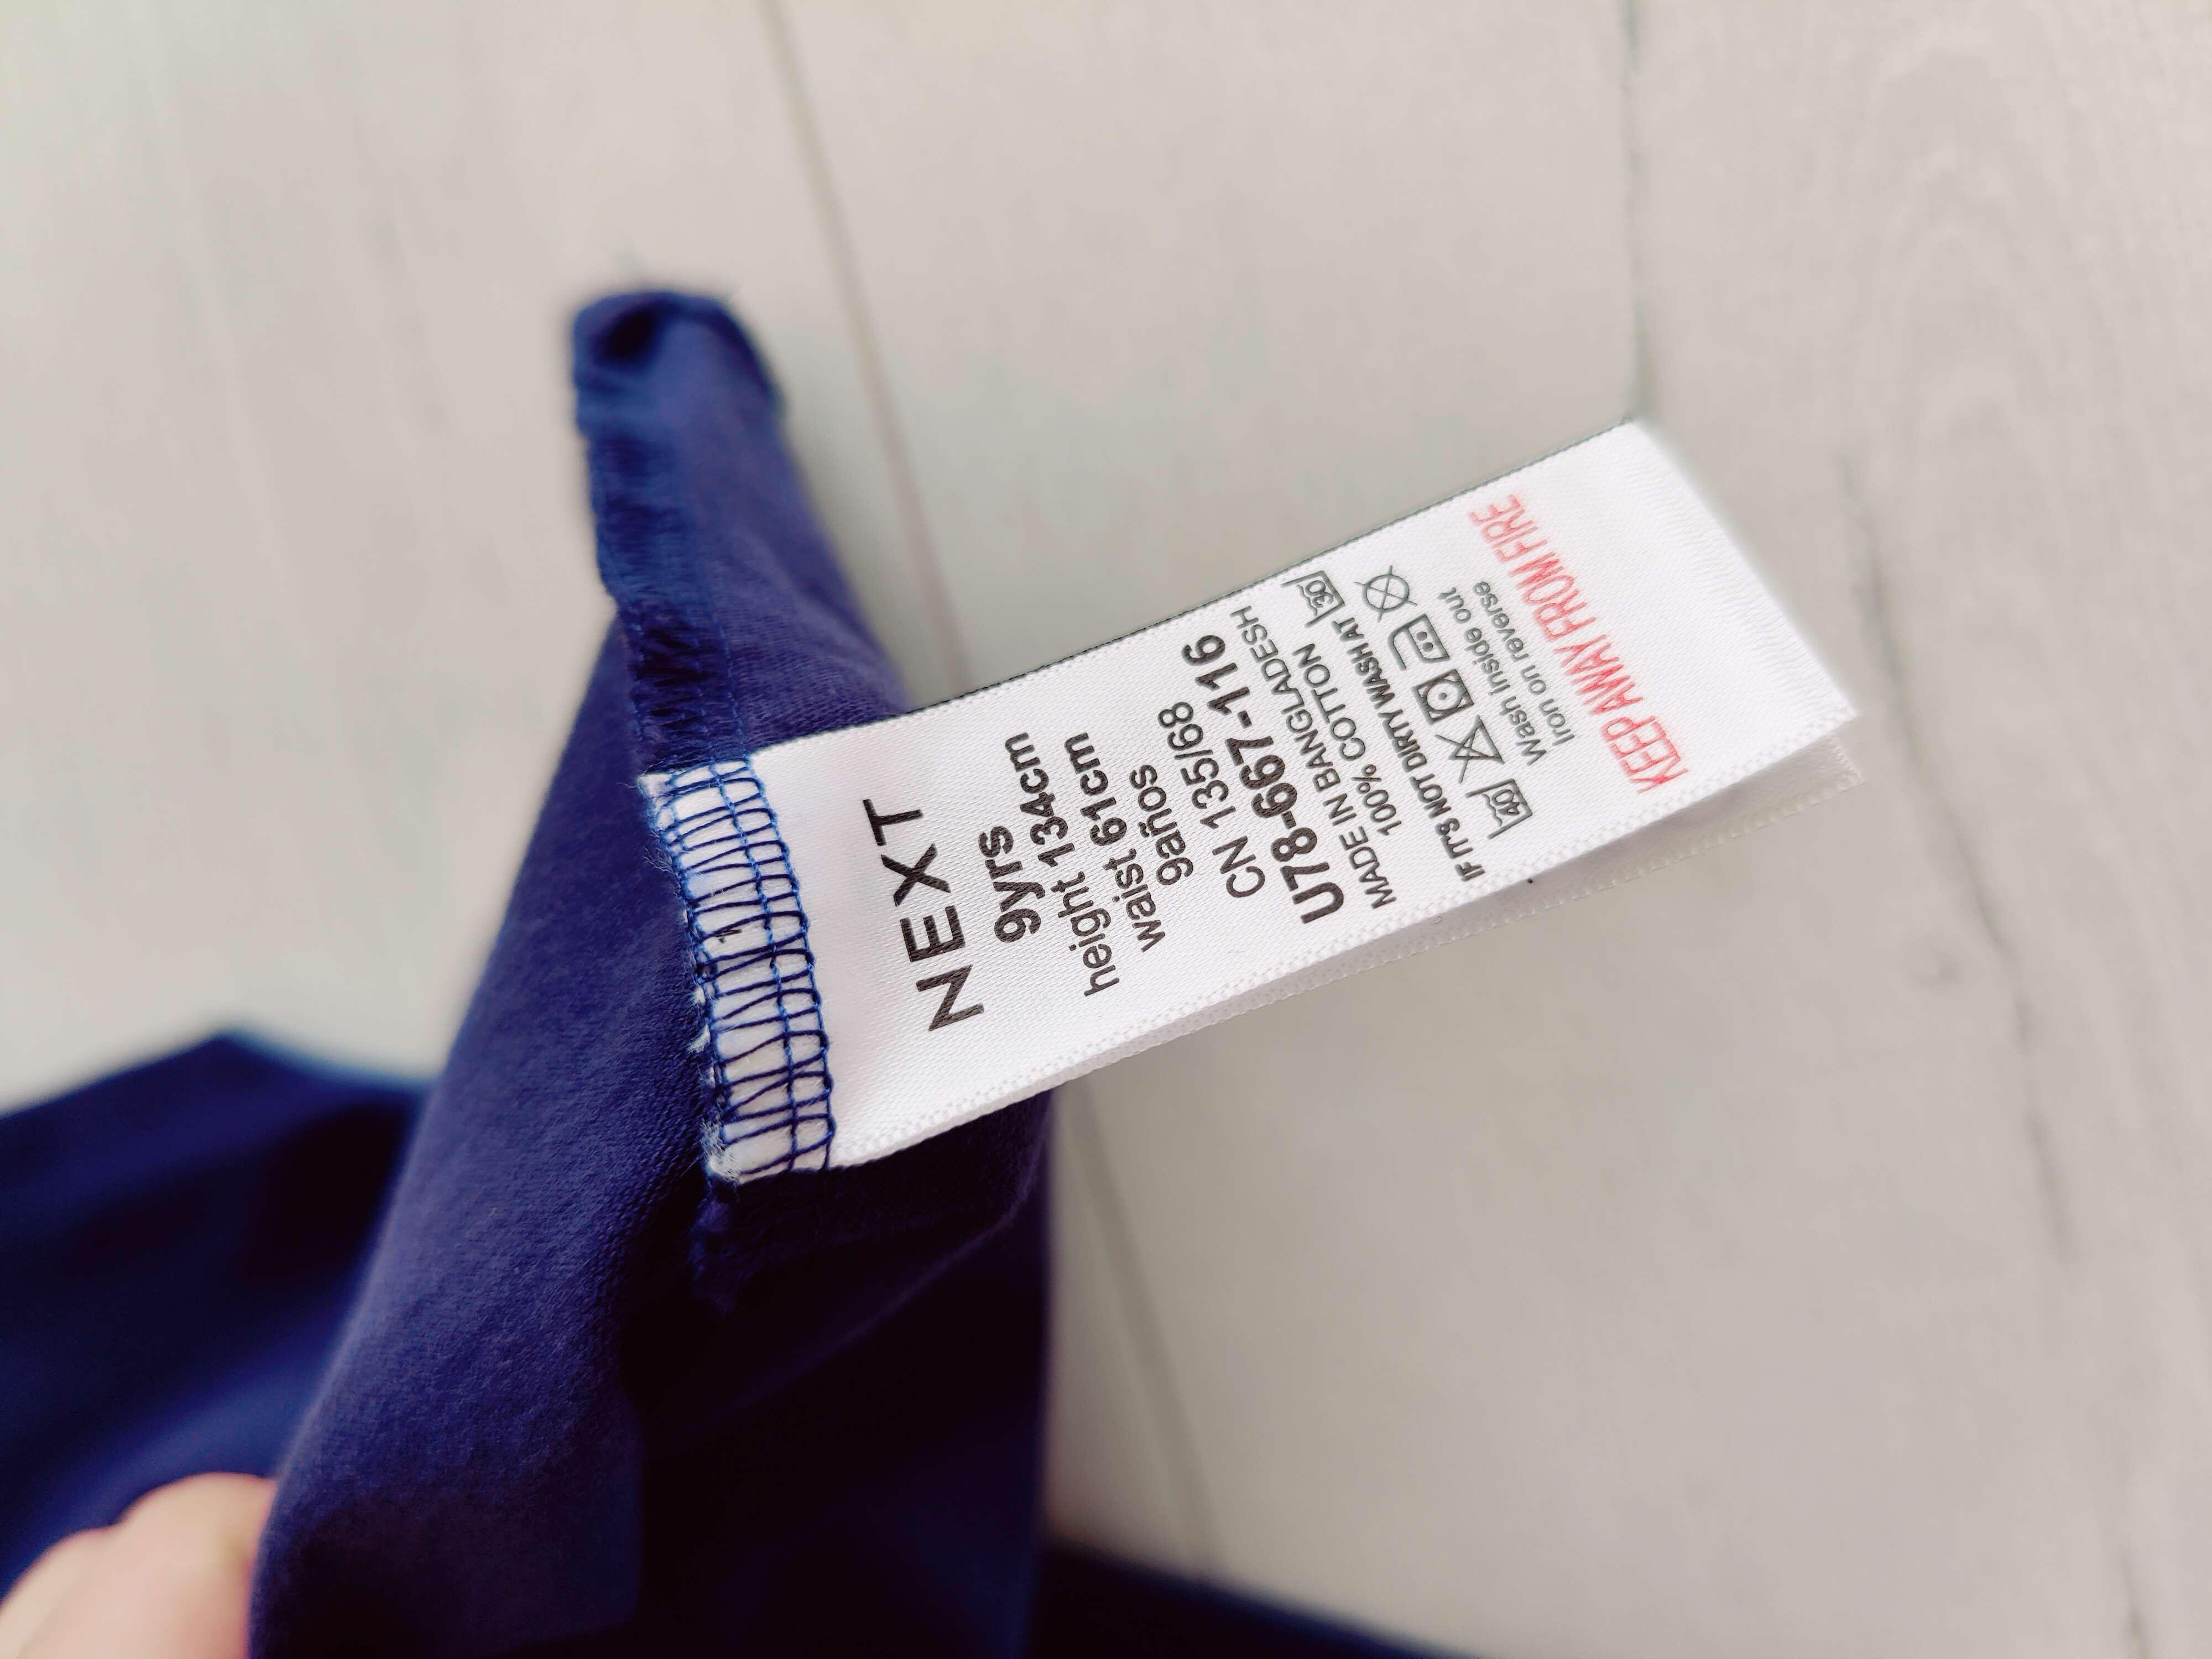 NEXT
9yrs
height 134cm
waist 61cm
9años
CN 135/68
U78-667-116
MADE IN BANGLADESH
100% COTTON
IF IT'S NOT DIRTY WASH AT 30
40
Wash inside out
Iron on reverse
KEEP AWAY FROM FIRE